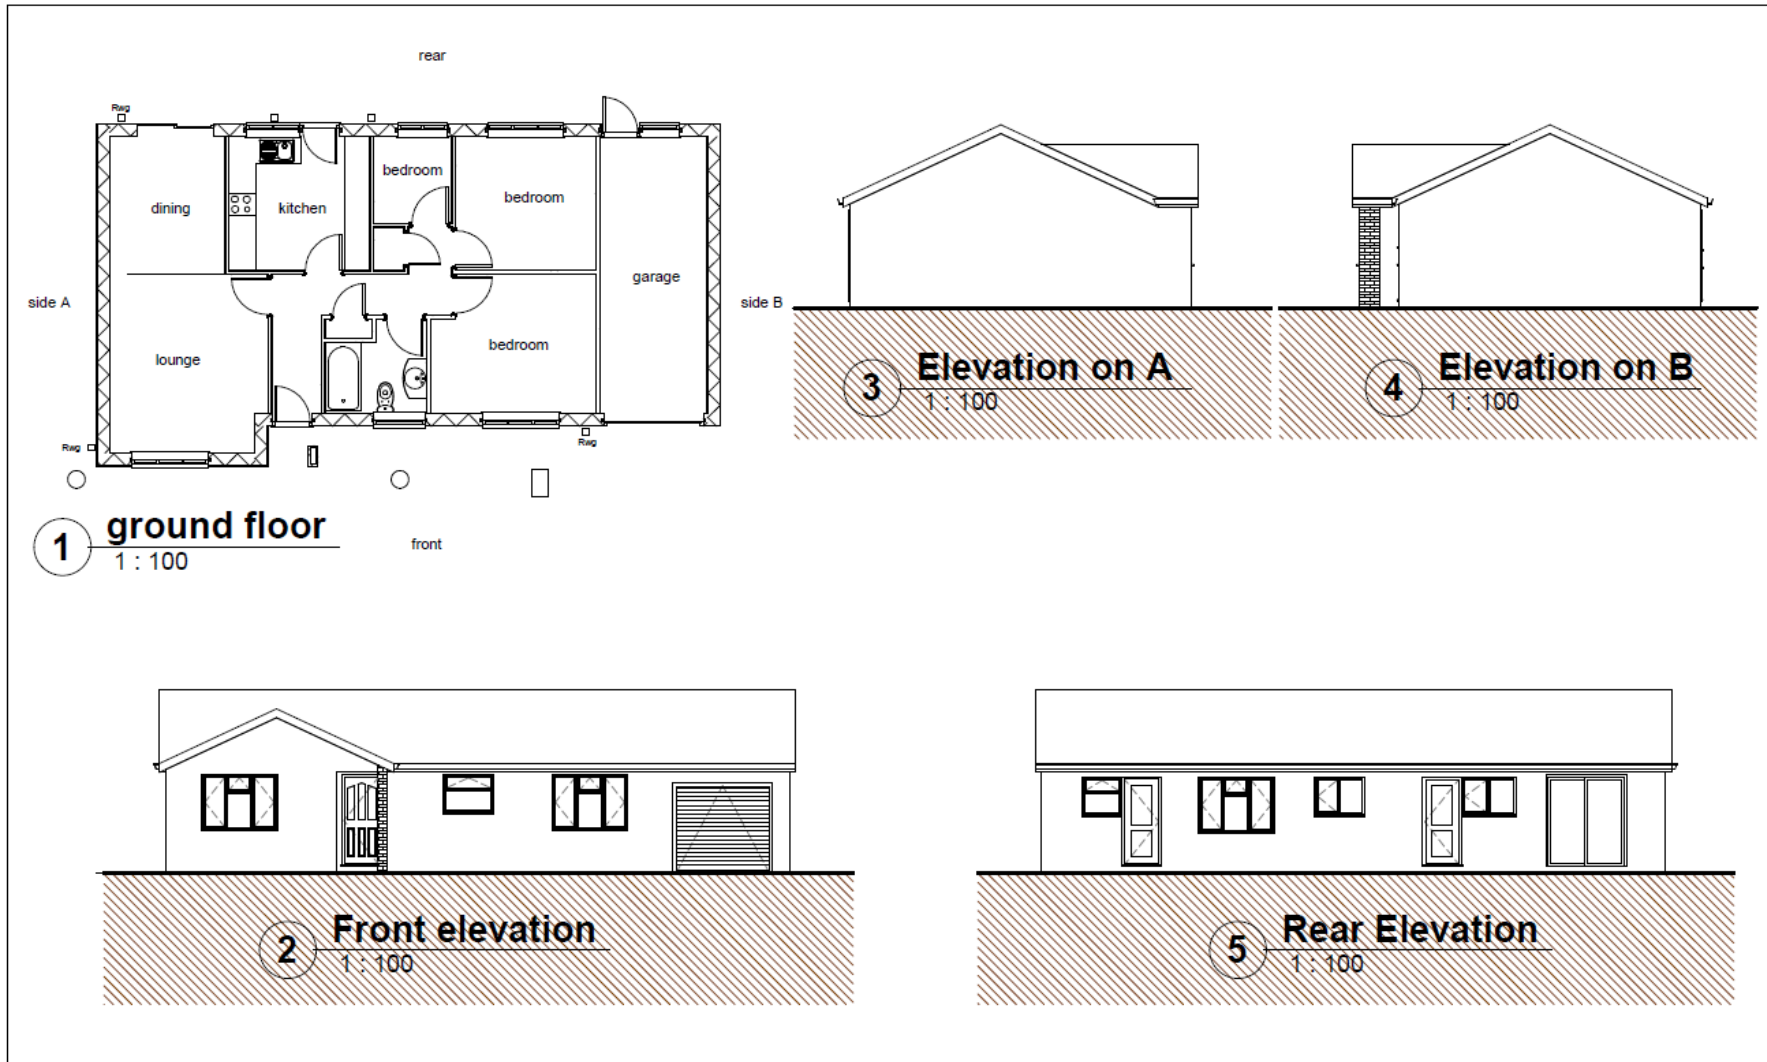 rear
Rwg
bedroom
bedroom
dining
kitchen
garage
side A
side B
bedroom
lounge
Rwg
Rwg
1
ground floor
1 : 100
front
3
Elevation on A
1 : 100
4
Elevation on B
1 : 100
2
Front elevation
1 : 100
5
Rear Elevation
1 : 100